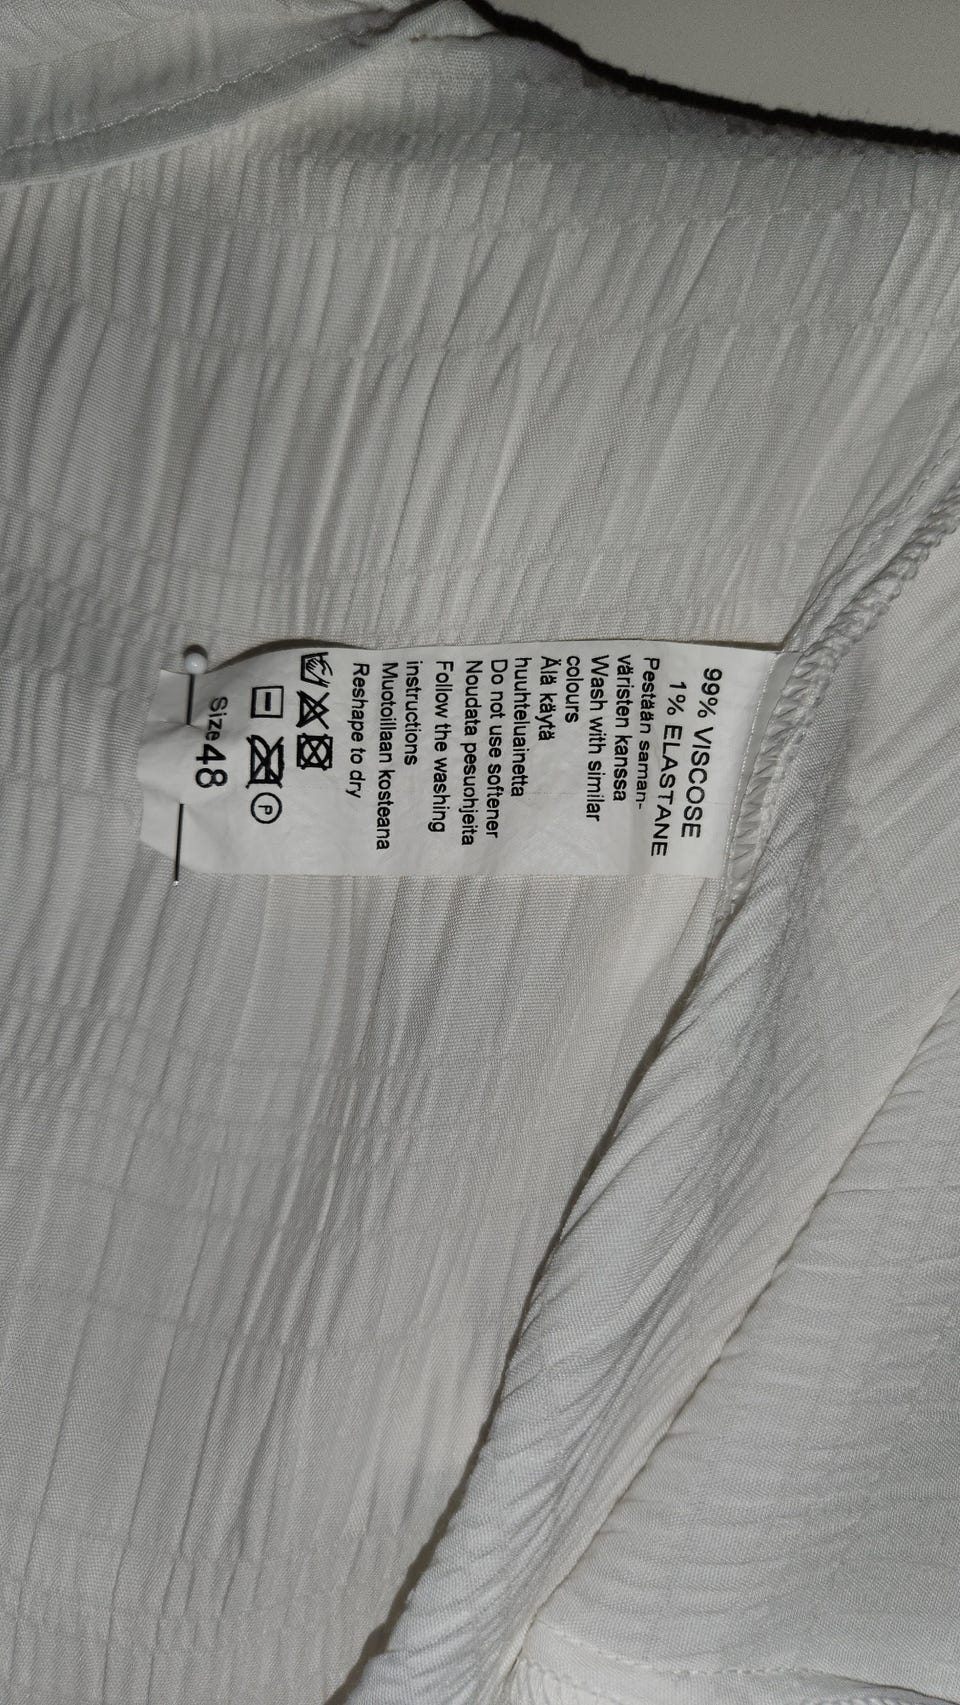 99% VISCOSE
1% ELASTANE
Pestään saman-
väristen kanssa
Wash with similar
colours
Älä käytä
huuhteluainetta
Do not use softener
Noudata pesuohjeita
Follow the washing
instructions
Muotoillaan kosteana
Reshape to dry
P
Size 48